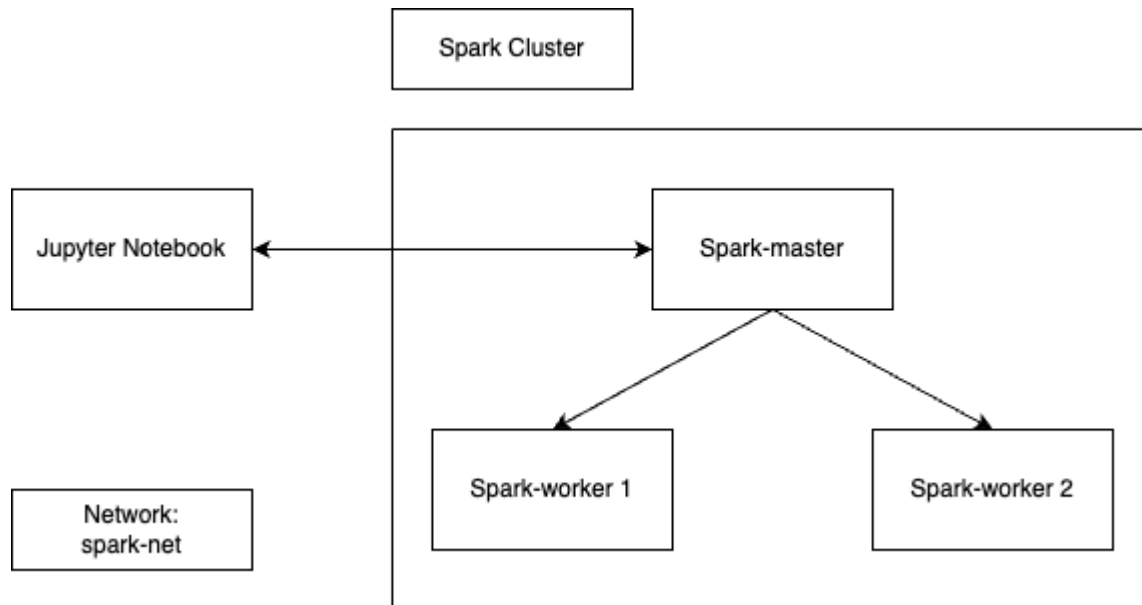 Spark Cluster
Jupyter Notebook
Spark-master
Spark-worker 1
Spark-worker 2
Network:
spark-net